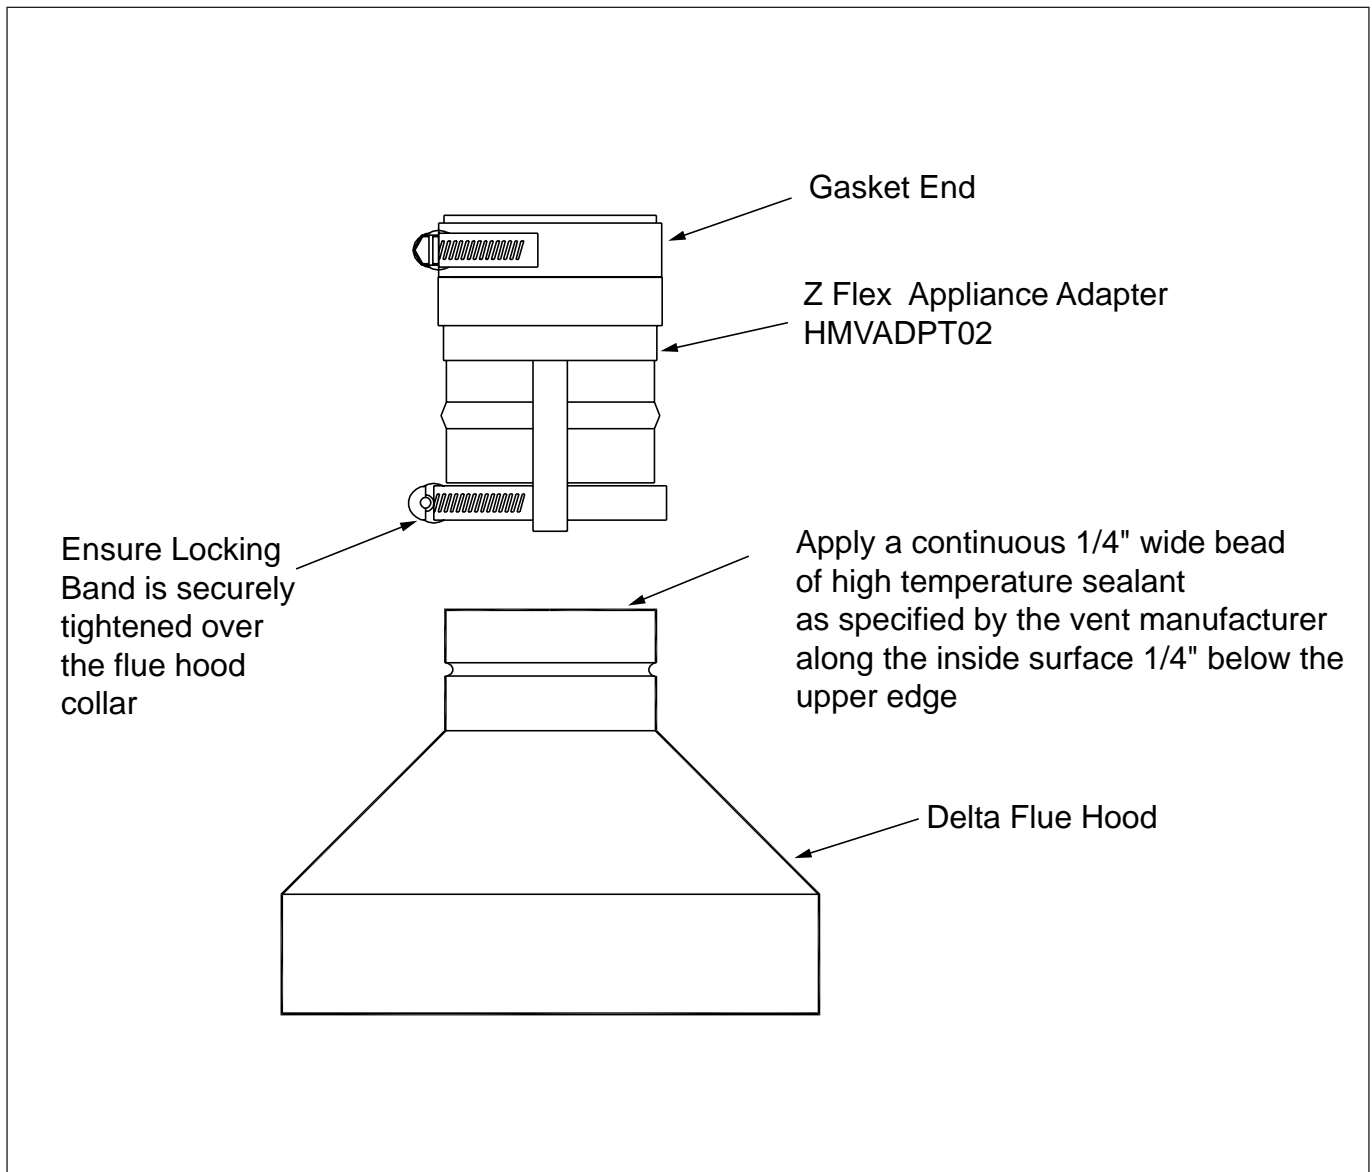 Gasket End
Z Flex  Appliance Adapter
HMVADPT02
Ensure Locking
Band is securely
tightened over
the flue hood
collar
Apply a continuous 1/4" wide bead
of high temperature sealant
as specified by the vent manufacturer
along the inside surface 1/4" below the
upper edge
Delta Flue Hood